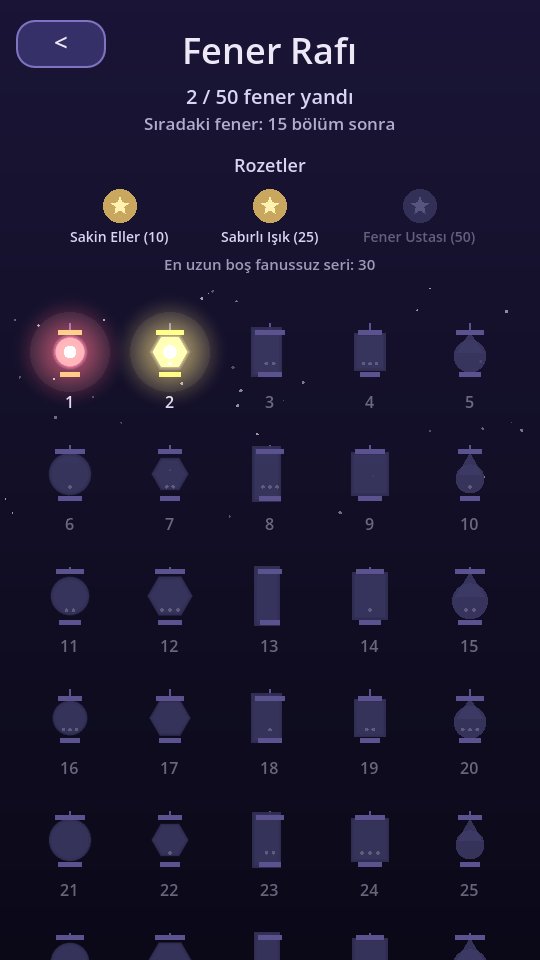 <
Fener Rafı
2 / 50 fener yandı
Sıradaki fener: 15 bölüm sonra
Rozetler
Sakin Eller (10) Sabırlı Işık (25) Fener Ustası (50)
En uzun boş fanussuz seri: 30
1 2 3 4 5
6 7 8 9 10
11 12 13 14 15
16 17 18 19 20
21 22 23 24 25